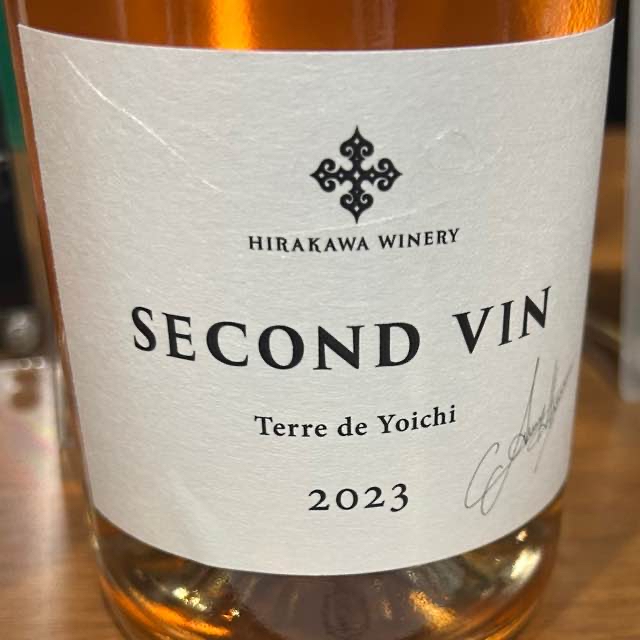 HIRAKAWA WINERY
SECOND VIN
Terre de Yoichi
2023